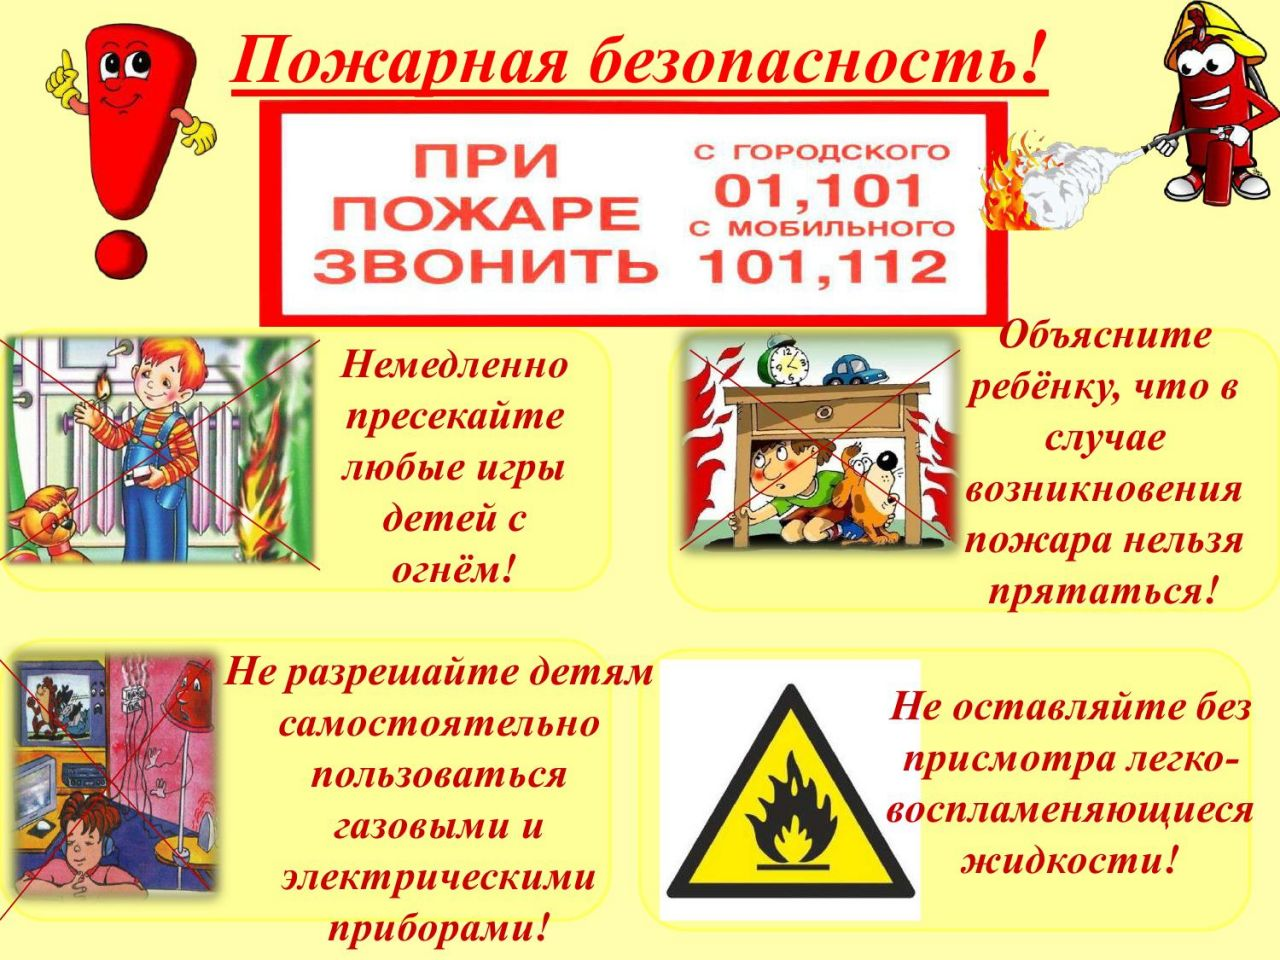 Пожарная безопасность!
ПРИ
ПОЖАРЕ
ЗВОНИТЬ
С ГОРОДСКОГО
01,101
С МОБИЛЬНОГО
101,112
Немедленно
пресекайте
любые игры
детей с
огнём!
Объясните
ребёнку, что в
случае
возникновения
пожара нельзя
прятаться!
Не разрешайте детям
самостоятельно
пользоваться
газовыми и
электрическими
приборами!
Не оставляйте без
присмотра легко-
воспламеняющиеся
жидкости!